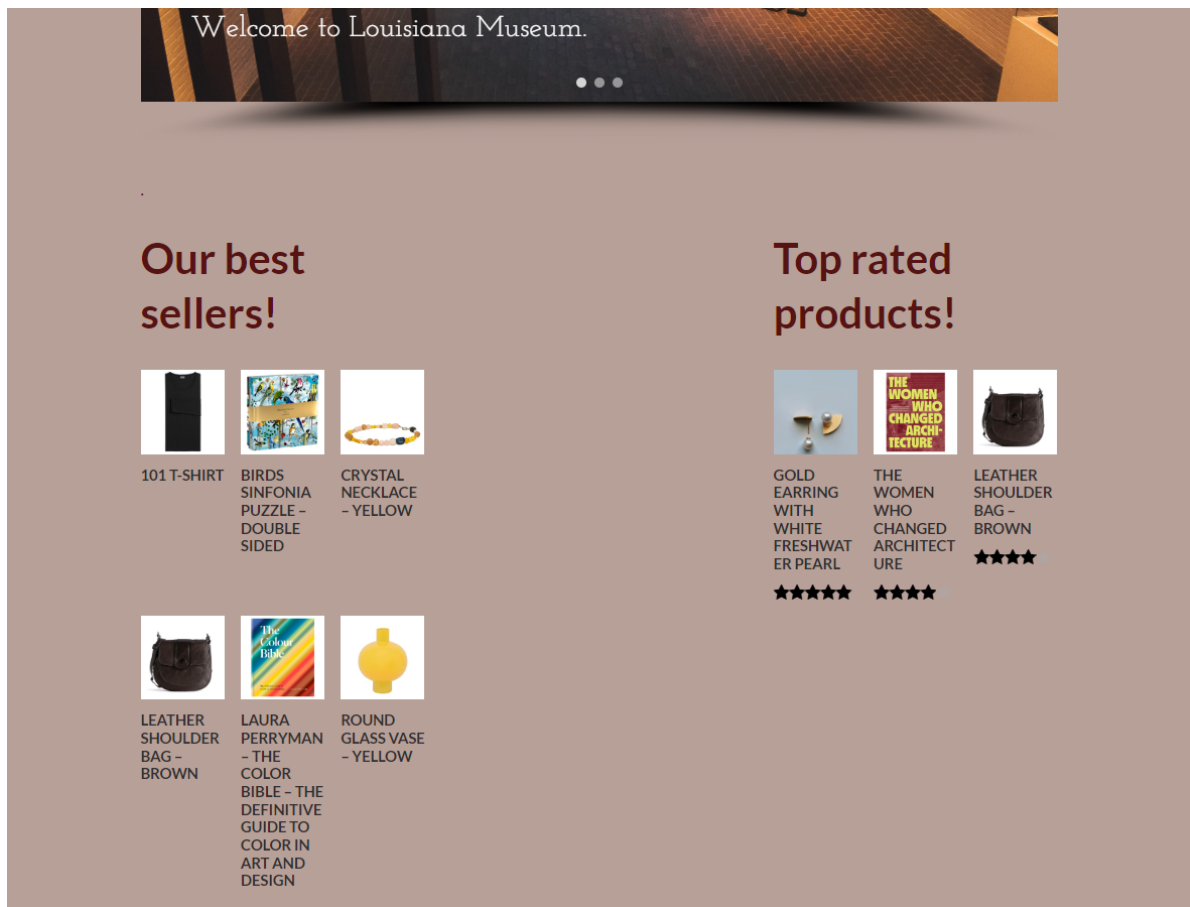 Welcome to Louisiana Museum.
.
Our best
sellers!
101 T-SHIRT
BIRDS
SINFONIA
PUZZLE –
DOUBLE
SIDED
CRYSTAL
NECKLACE
– YELLOW
LEATHER
SHOULDER
BAG –
BROWN
The
Colour
Bible
LAURA
PERRYMAN
– THE
COLOR
BIBLE – THE
DEFINITIVE
GUIDE TO
COLOR IN
ART AND
DESIGN
ROUND
GLASS VASE
– YELLOW
Top rated
products!
GOLD
EARRING
WITH
WHITE
FRESHWAT
ER PEARL
THE
WOMEN
WHO
CHANGED
ARCHI-
TECTURE
THE
WOMEN
WHO
CHANGED
ARCHITECT
URE
LEATHER
SHOULDER
BAG –
BROWN